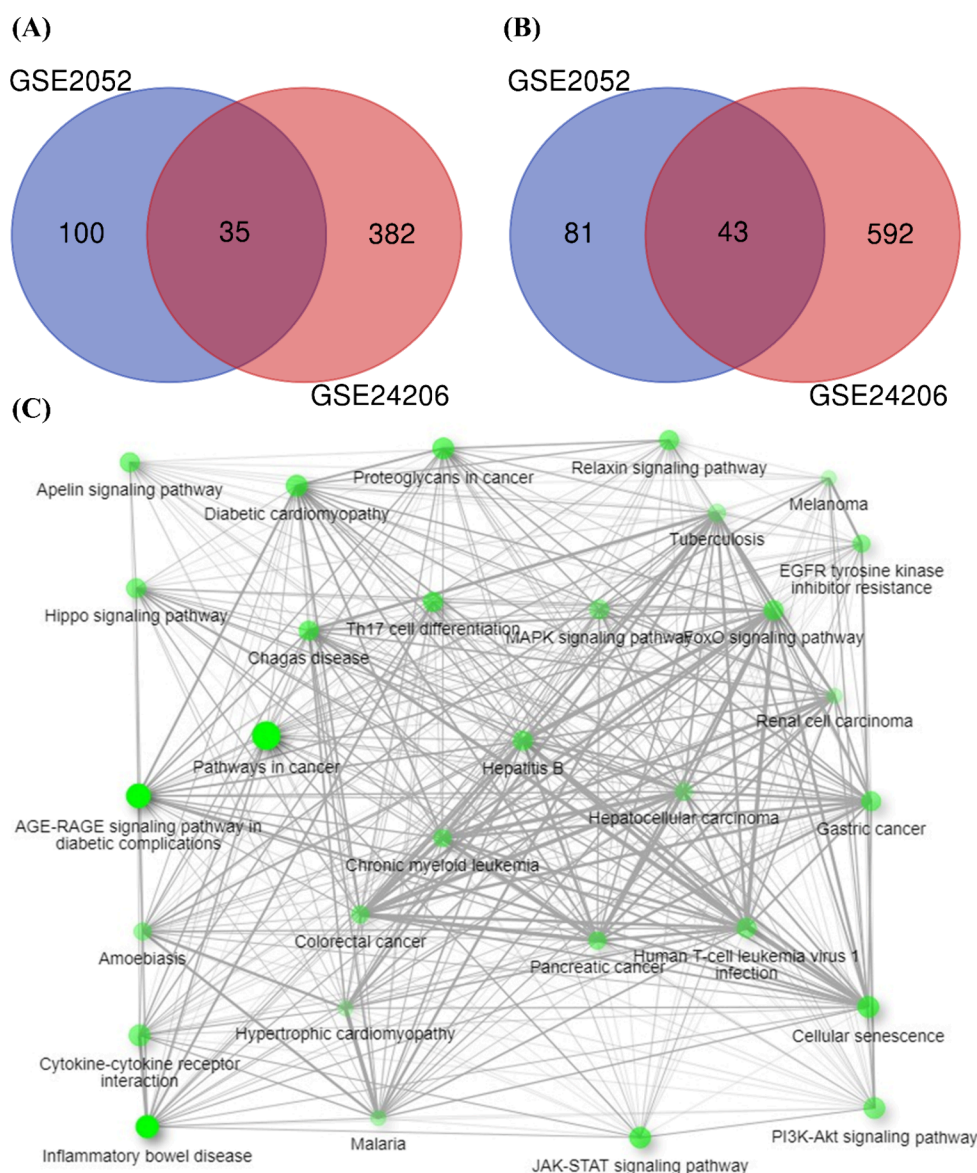 (A)
(B)
GSE2052
GSE2052
100
35
382
81
43
592
GSE24206
GSE24206
(C)
Apelin signaling pathway
Proteoglycans in cancer
Relaxin signaling pathway
Diabetic cardiomyopathy
Melanoma
Tuberculosis
EGFR tyrosine kinase
inhibitor resistance
Hippo signaling pathway
Th17 cell differentiation
MAPK signaling pathway
FoxO signaling pathway
Chagas disease
Renal cell carcinoma
Pathways in cancer
Hepatitis B
AGE-RAGE signaling pathway in
diabetic complications
Hepatocellular carcinoma
Gastric cancer
Chronic myeloid leukemia
Colorectal cancer
Amoebiasis
Pancreatic cancer
Human T-cell leukemia virus 1
infection
Hypertrophic cardiomyopathy
Cellular senescence
Cytokine-cytokine receptor
interaction
Malaria
PI3K-Akt signaling pathway
Inflammatory bowel disease
JAK-STAT signaling pathway